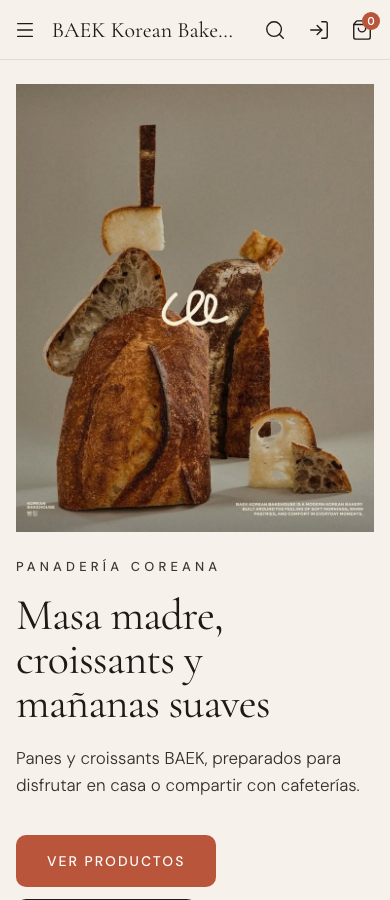 BAEK Korean Bake...
0
KOREAN
BAKEHOUSE
BAEK KOREAN BAKEHOUSE IS A MODERN KOREAN BAKERY
BUILT AROUND THE FEELING OF SOFT MORNINGS, WARM
PASTRIES, AND COMFORT IN EVERYDAY MOMENTS.
PANADERÍA COREANA
Masa madre,
croissants y
mañanas suaves
Panes y croissants BAEK, preparados para
disfrutar en casa o compartir con cafeterías.
VER PRODUCTOS